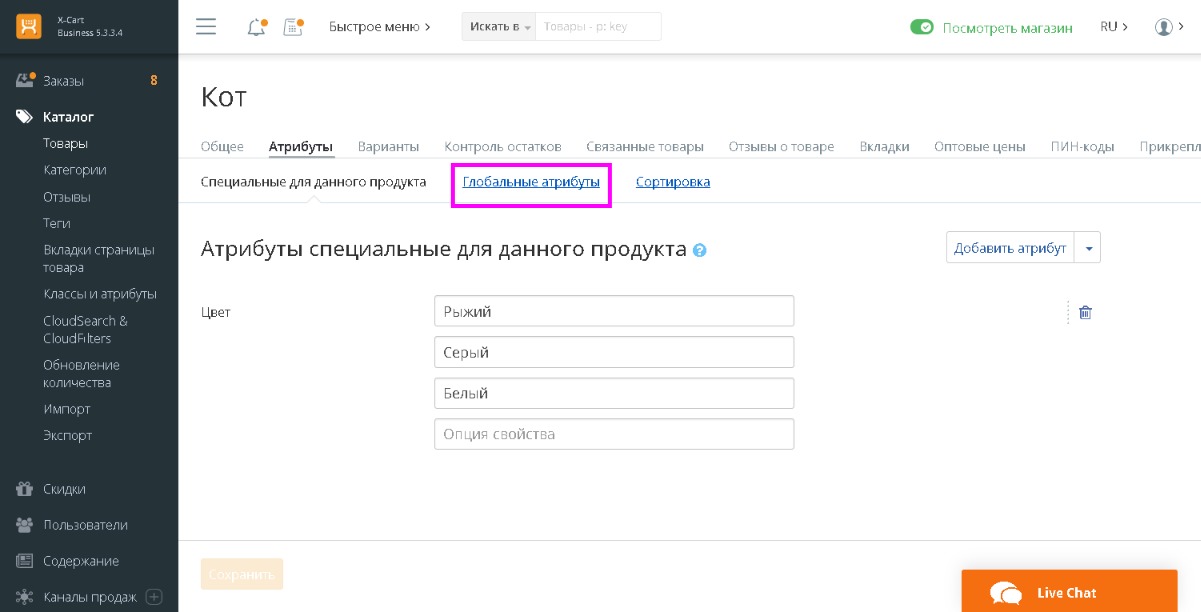 X-Cart
Business 5.3.3.4
Быстрое меню
Искать в
Товары - p: key
Посмотреть магазин
RU
Заказы 8
Каталог
Товары
Категории
Отзывы
Теги
Вкладки страницы
товара
Классы и атрибуты
CloudSearch &
CloudFilters
Обновление
количества
Импорт
Экспорт
Скидки
Пользователи
Содержание
Каналы продаж
Кот
Общее Атрибуты Варианты Контроль остатков Связанные товары Отзывы о товаре Вкладки Оптовые цены ПИН-коды Прикрепл
Специальные для данного продукта Глобальные атрибуты Сортировка
Атрибуты специальные для данного продукта ?
Добавить атрибут
Цвет
Рыжий
Серый
Белый
Опция свойства
Сохранить
Live Chat